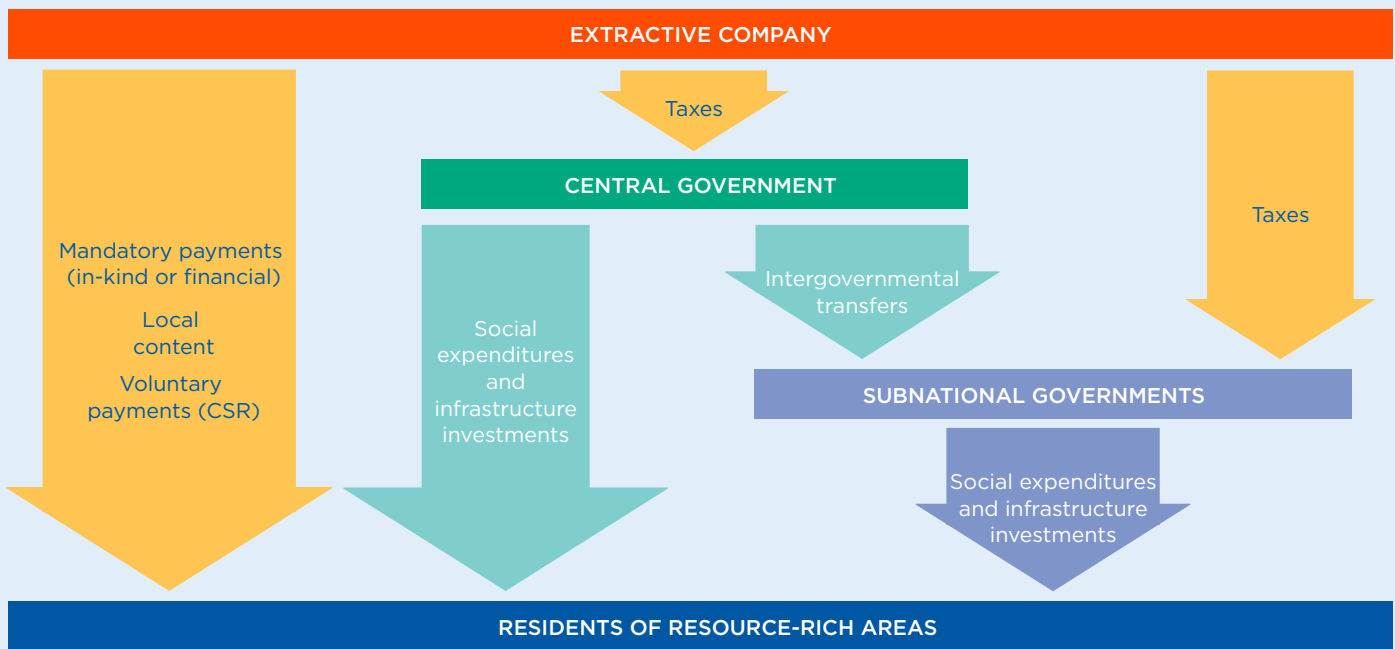 EXTRACTIVE COMPANY
Taxes
CENTRAL GOVERNMENT
Taxes
Mandatory payments
(in-kind or financial)
Local
content
Voluntary
payments (CSR)
Social
expenditures
and
infrastructure
investments
Intergovernmental
transfers
SUBNATIONAL GOVERNMENTS
Social expenditures
and infrastructure
investments
RESIDENTS OF RESOURCE-RICH AREAS